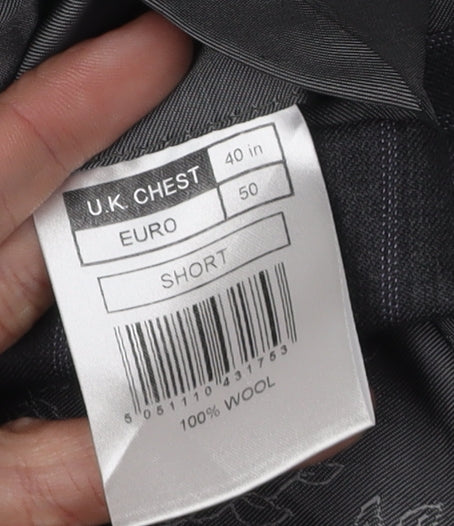 U.K. CHEST 40 in
EURO 50
SHORT
5 051110 431753
100% WOOL